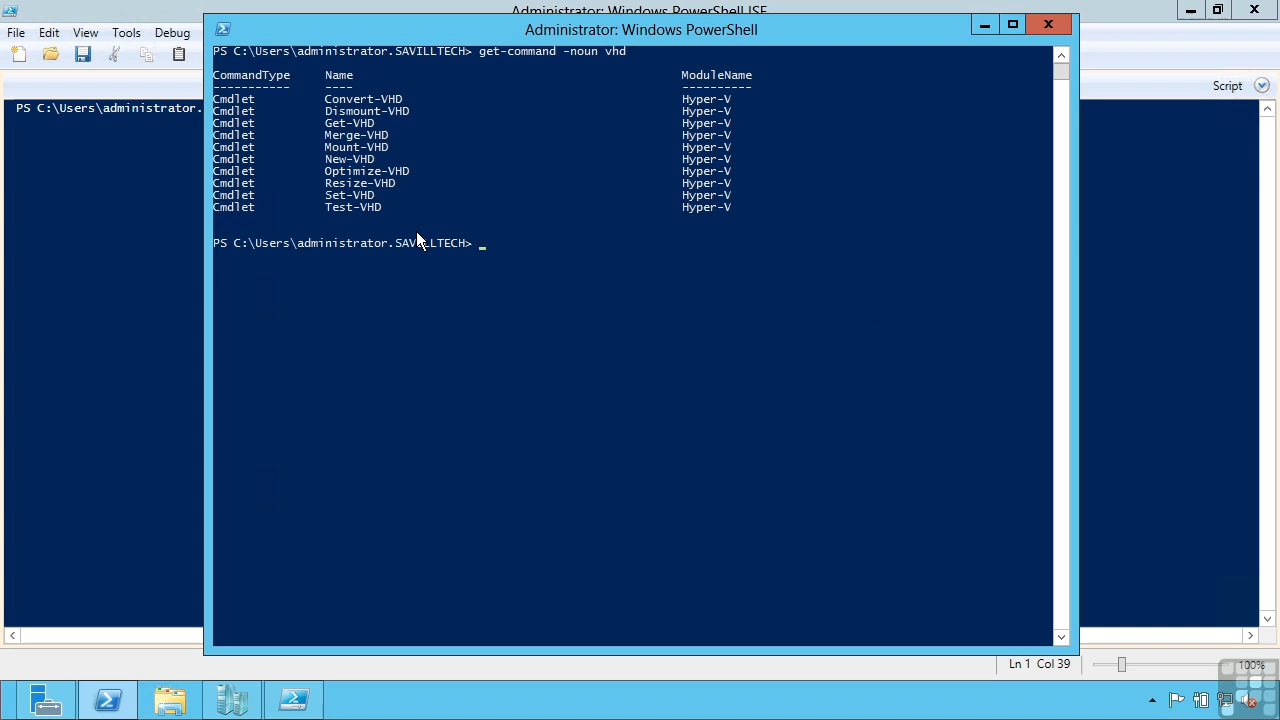 Administrator: Windows PowerShell ISE
Administrator: Windows PowerShell
File Edit View Tools Debug
PS C:\Users\administrator.SAVILLTECH> get-command -noun vhd
CommandType Name ModuleName
----------- ---- ----------
Script
Cmdlet Convert-VHD Hyper-V
PS C:\Users\administrator.
Cmdlet Dismount-VHD Hyper-V
Cmdlet Get-VHD Hyper-V
Cmdlet Merge-VHD Hyper-V
Cmdlet Mount-VHD Hyper-V
Cmdlet New-VHD Hyper-V
Cmdlet Optimize-VHD Hyper-V
Cmdlet Resize-VHD Hyper-V
Cmdlet Set-VHD Hyper-V
Cmdlet Test-VHD Hyper-V
PS C:\Users\administrator.SAVILLTECH> _
Ln 1 Col 39 100%